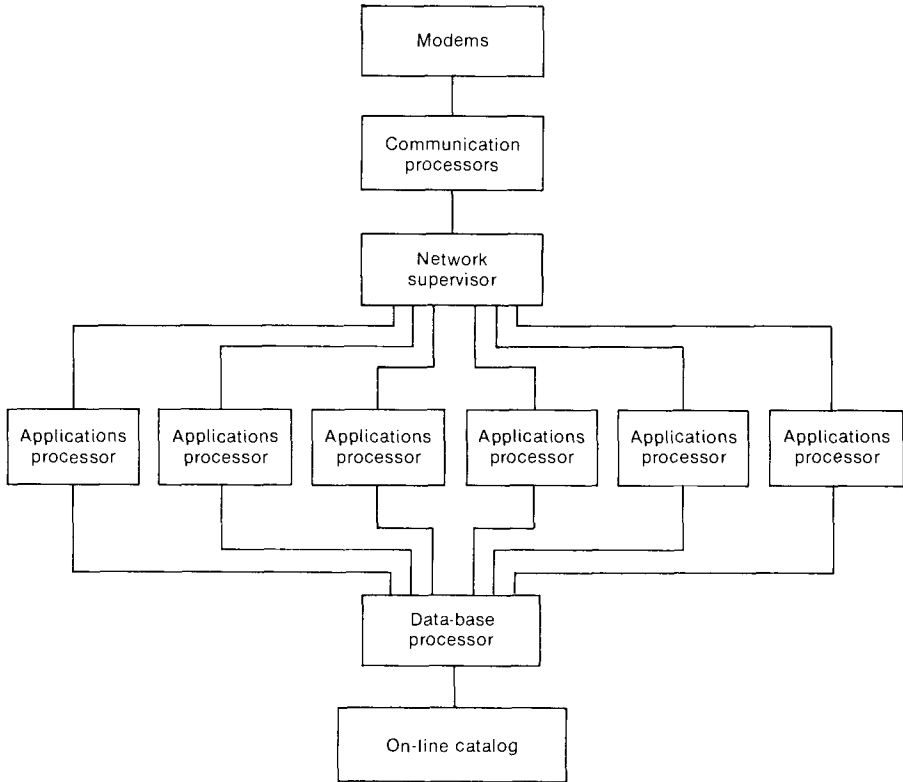 Modems
Communication
processors
Network
supervisor
Applications
processor
Applications
processor
Applications
processor
Applications
processor
Applications
processor
Applications
processor
Data-base
processor
On-line catalog